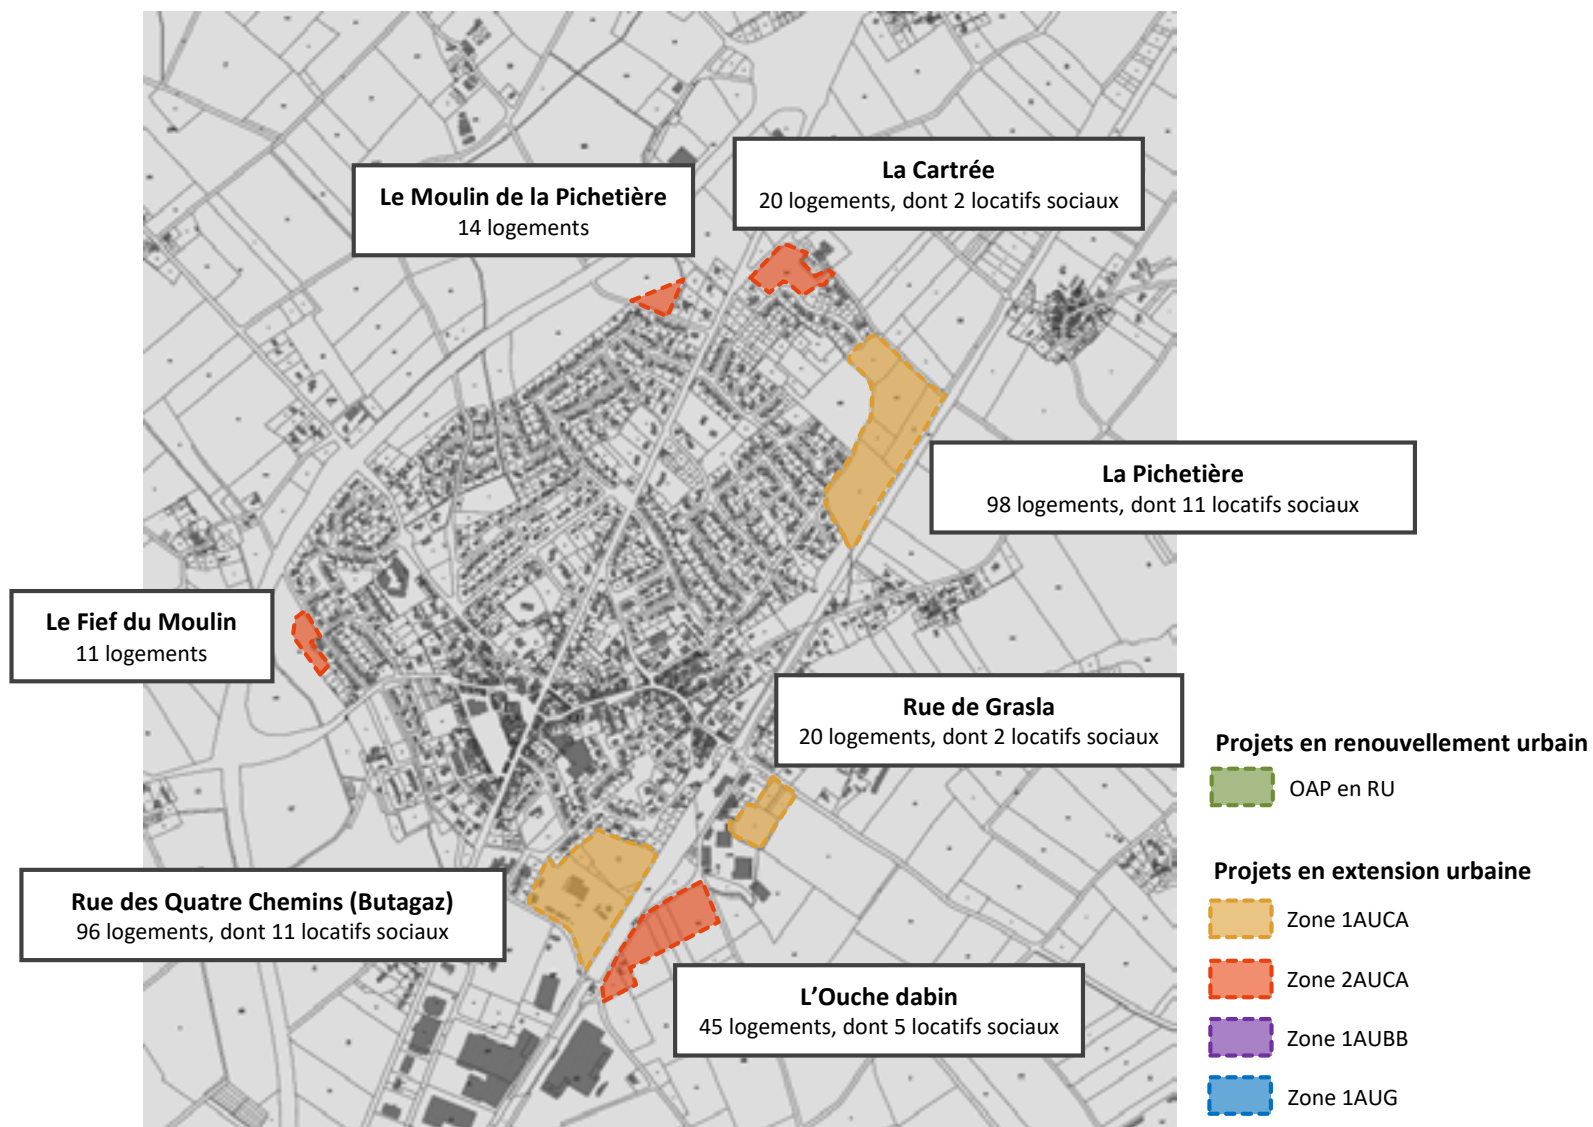 La Cartrée
20 logements, dont 2 locatifs sociaux
Le Moulin de la Pichetière
14 logements
La Pichetière
98 logements, dont 11 locatifs sociaux
Le Fief du Moulin
11 logements
Rue de Grasla
20 logements, dont 2 locatifs sociaux
Rue des Quatre Chemins (Butagaz)
96 logements, dont 11 locatifs sociaux
L’Ouche dabin
45 logements, dont 5 locatifs sociaux
Projets en renouvellement urbain
OAP en RU
Projets en extension urbaine
Zone 1AUCA
Zone 2AUCA
Zone 1AUBB
Zone 1AUG